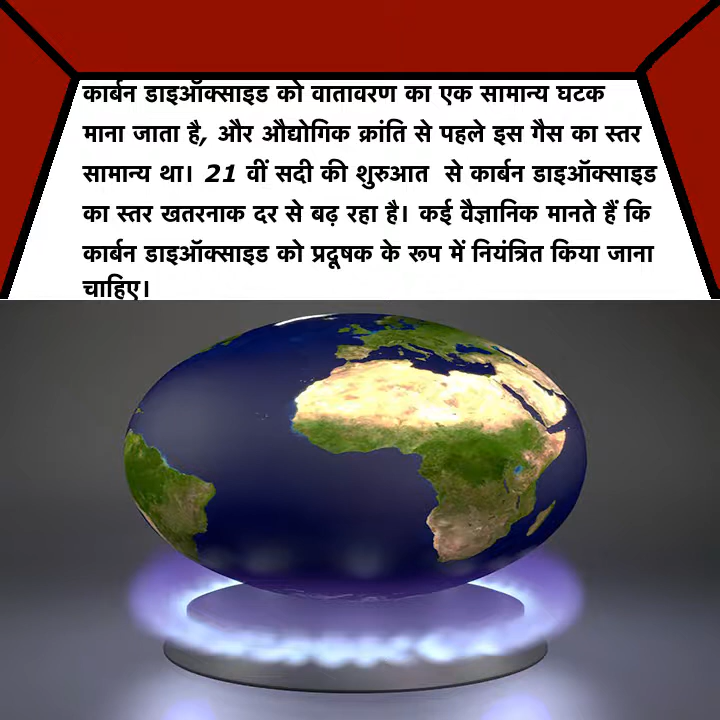 कार्बन डाइऑक्साइड को वातावरण का एक सामान्य घटक
माना जाता है, और औद्योगिक क्रांति से पहले इस गैस का स्तर
सामान्य था। 21 वीं सदी की शुरुआत से कार्बन डाइऑक्साइड
का स्तर खतरनाक दर से बढ़ रहा है। कई वैज्ञानिक मानते हैं कि
कार्बन डाइऑक्साइड को प्रदूषक के रूप में नियंत्रित किया जाना
चाहिए।